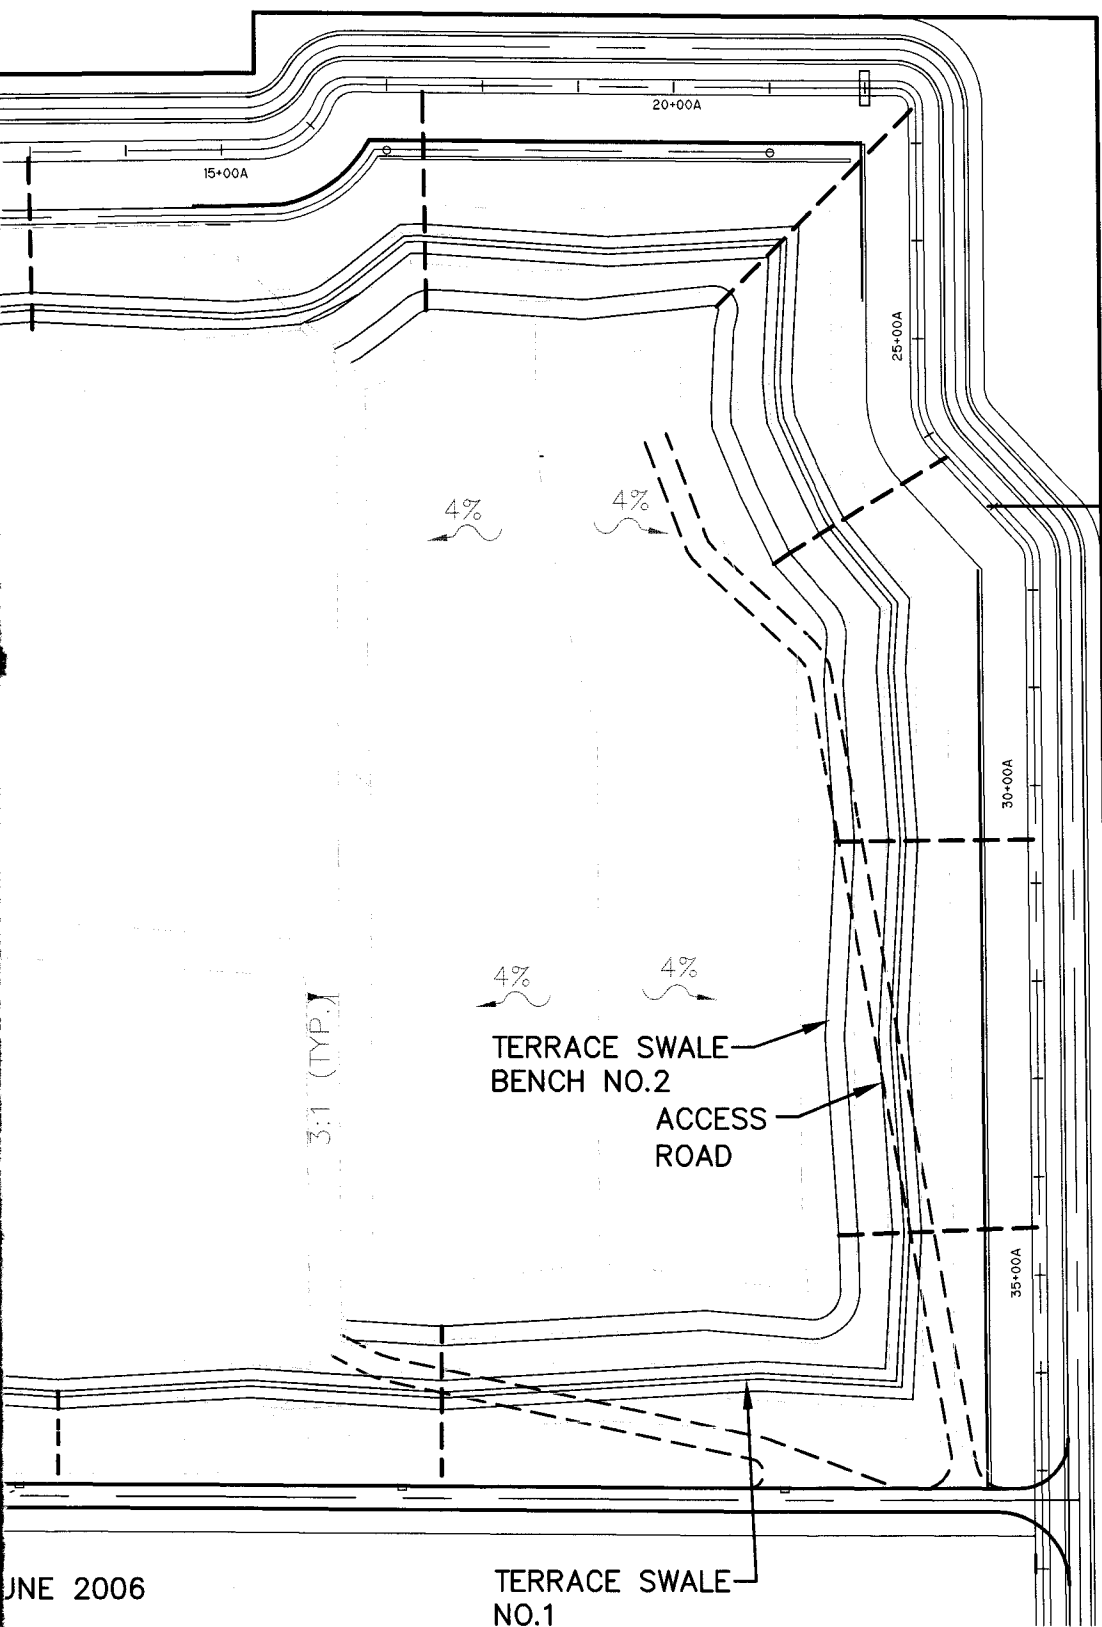 20+00A
15+00A
25+00A
4%
4%
30+00A
4%
4%
3:1 (TYP.)
TERRACE SWALE
BENCH NO.2
ACCESS
ROAD
35+00A
UNE 2006
TERRACE SWALE
NO.1